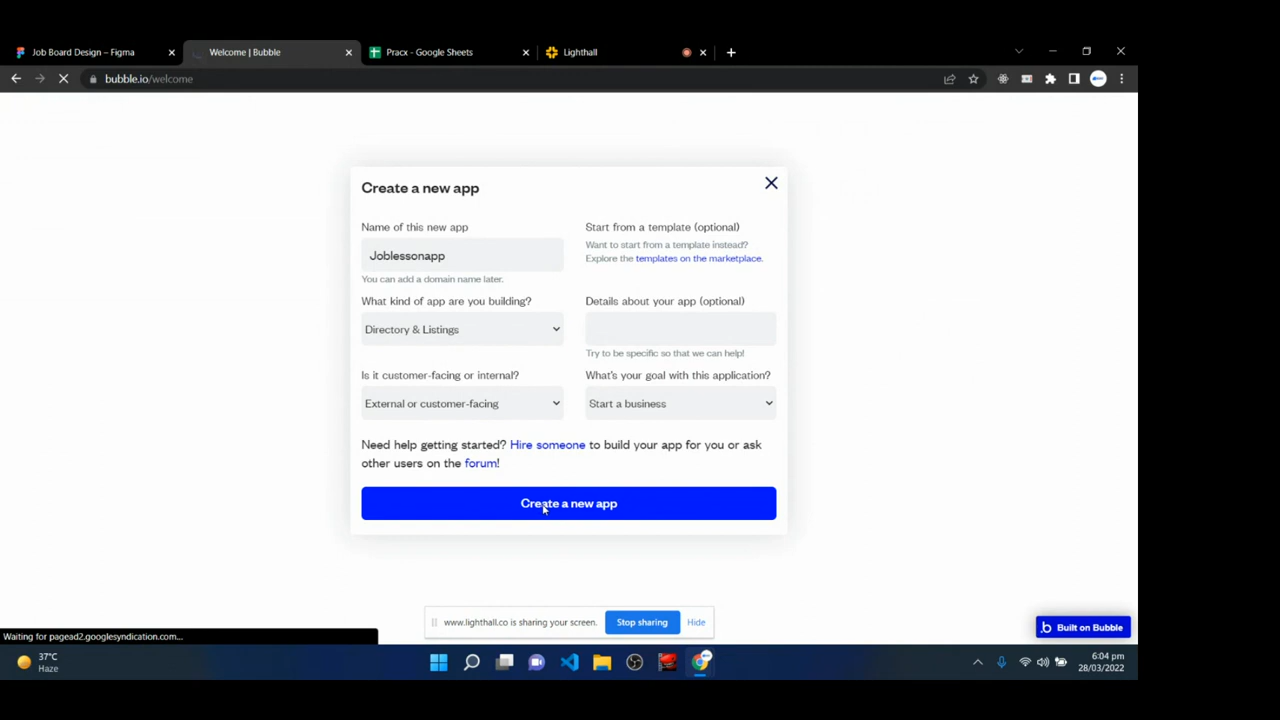 Job Board Design – Figma
Welcome | Bubble
Pracx - Google Sheets
Lighthall
bubble.io/welcome
Create a new app
Name of this new app
Start from a template (optional)
Joblessonapp
Want to start from a template instead?
Explore the templates on the marketplace.
You can add a domain name later.
What kind of app are you building?
Details about your app (optional)
Directory & Listings
Try to be specific so that we can help!
Is it customer-facing or internal?
What's your goal with this application?
External or customer-facing
Start a business
Need help getting started? Hire someone to build your app for you or ask
other users on the forum!
Create a new app
www.lighthall.co is sharing your screen.
Stop sharing
Hide
Built on Bubble
Waiting for pagead2.googlesyndication.com...
37°C
Haze
6:04 pm
28/03/2022